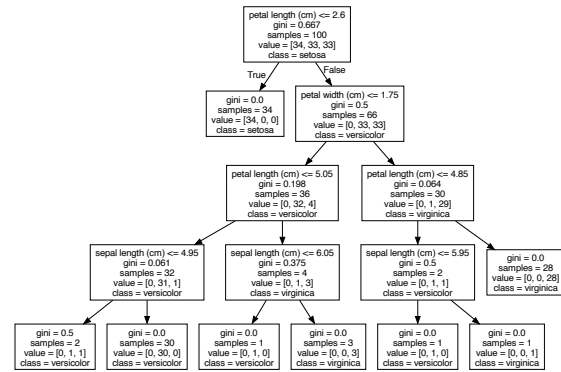 petal length (cm) <= 2.6
gini = 0.667
samples = 100
value = [34, 33, 33]
class = setosa
True
False
gini = 0.0
samples = 34
value = [34, 0, 0]
class = setosa
petal width (cm) <= 1.75
gini = 0.5
samples = 66
value = [0, 33, 33]
class = versicolor
petal length (cm) <= 5.05
gini = 0.198
samples = 36
value = [0, 32, 4]
class = versicolor
petal length (cm) <= 4.85
gini = 0.064
samples = 30
value = [0, 1, 29]
class = virginica
sepal length (cm) <= 4.95
gini = 0.061
samples = 32
value = [0, 31, 1]
class = versicolor
sepal length (cm) <= 6.05
gini = 0.375
samples = 4
value = [0, 1, 3]
class = virginica
sepal length (cm) <= 5.95
gini = 0.5
samples = 2
value = [0, 1, 1]
class = versicolor
gini = 0.0
samples = 28
value = [0, 0, 28]
class = virginica
gini = 0.5
samples = 2
value = [0, 1, 1]
class = versicolor
gini = 0.0
samples = 30
value = [0, 30, 0]
class = versicolor
gini = 0.0
samples = 1
value = [0, 1, 0]
class = versicolor
gini = 0.0
samples = 3
value = [0, 0, 3]
class = virginica
gini = 0.0
samples = 1
value = [0, 1, 0]
class = versicolor
gini = 0.0
samples = 1
value = [0, 0, 1]
class = virginica